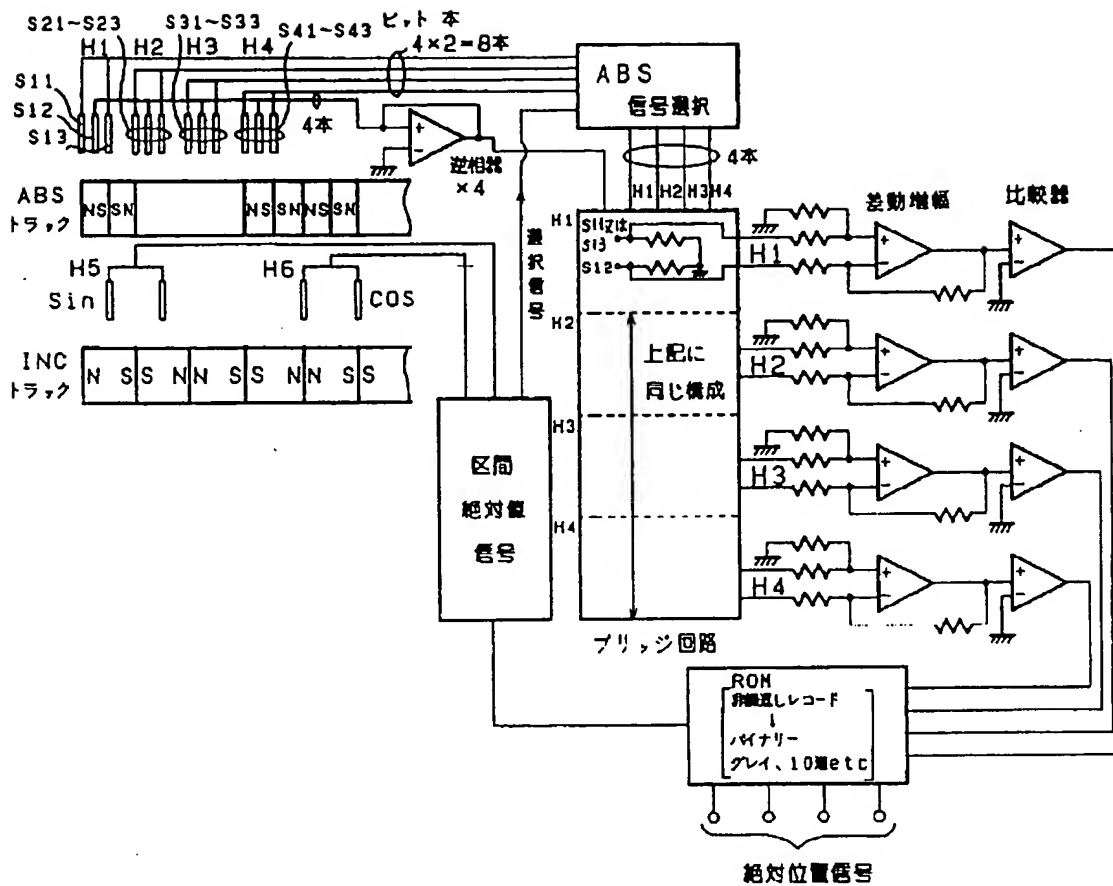 S21~S23
S31~S33
S41~S43
ビット 本
4×2=8本
H1 H2 H3 H4
S11
S12
S13
4本
逆相器
×4
ABS
信号選択
4本
H1 H2 H3 H4
ABS
トラック
NS SN NS SN NS SN
選択信号
H5
Sin
H6
COS
INC
トラック
N S S N N S S N N S S
区間
絶対値
信号
H1
S11又は
S13
S12
H2
上記に
同じ構成
H3
H4
ブリッジ回路
差動増幅
比較器
H1
+
−
+
−
H2
+
−
+
−
H3
+
−
+
−
H4
+
−
+
−
+
−
ROM
非繰返しレコード
↓
バイナリー
グレイ、10進etc
絶対位置信号